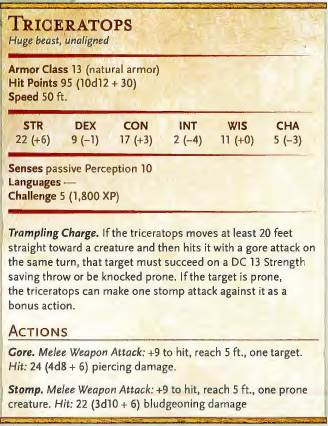 TRICERATOPS
Huge beast, unaligned
Armor Class 13 (natural armor)
Hit Points 95 (10d12 + 30)
Speed 50 ft.
STR DEX CON INT WIS CHA
22 (+6) 9 (−1) 17 (+3) 2 (−4) 11 (+0) 5 (−3)
Senses passive Perception 10
Languages —
Challenge 5 (1,800 XP)
Trampling Charge. If the triceratops moves at least 20 feet
straight toward a creature and then hits it with a gore attack on
the same turn, that target must succeed on a DC 13 Strength
saving throw or be knocked prone. If the target is prone,
the triceratops can make one stomp attack against it as a
bonus action.
ACTIONS
Gore. Melee Weapon Attack: +9 to hit, reach 5 ft., one target.
Hit: 24 (4d8 + 6) piercing damage.
Stomp. Melee Weapon Attack: +9 to hit, reach 5 ft., one prone
creature. Hit: 22 (3d10 + 6) bludgeoning damage